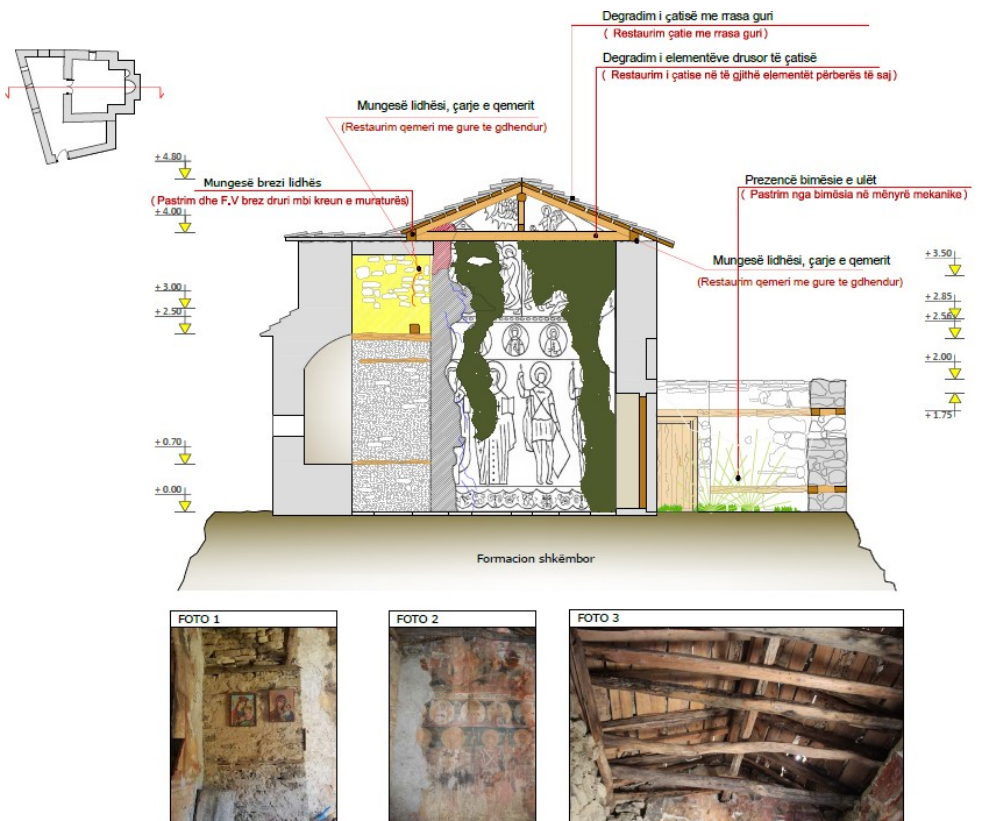 Degradim i çatisë me rrasa guri
( Restaurim çatie me rrasa guri )
Degradim i elementëve drusor të çatisë
( Restaurim i çatise në të gjithë elementët përberës të saj )
Mungesë lidhësi, çarje e qemerit
(Restaurim qemeri me gure te gdhendur)
+ 4.80
Mungesë brezi lidhës
(Pastrim dhe F.V brez druri mbi kreun e muraturës)
Prezencë bimësie e ulët
( Pastrim nga bimësia në mënyrë mekanike )
+ 4.00
Mungesë lidhësi, çarje e qemerit
(Restaurim qemeri me gure te gdhendur)
+ 3.50
+ 3.00
+ 2.50
+ 2.85
+ 2.56
+ 2.00
+ 1.75
+ 0.70
+ 0.00
Formacion shkëmbor
FOTO 1
FOTO 2
FOTO 3